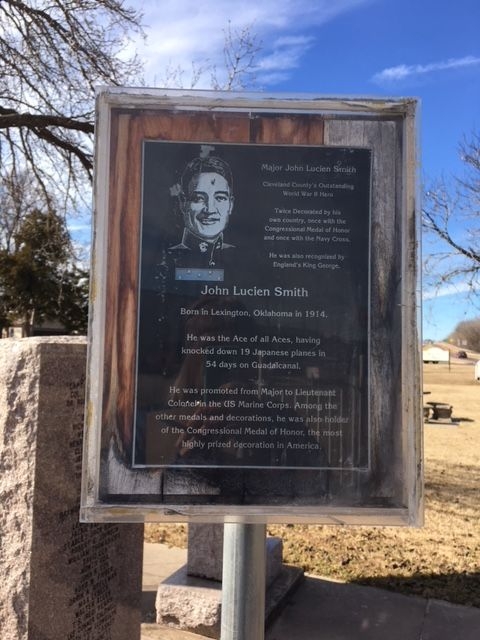 Major John Lucien Smith
Cleveland County's Outstanding
World War II Hero
Twice Decorated by his
own country, once with the
Congressional Medal of Honor
and once with the Navy Cross.
He was also recognized by
England's King George.
John Lucien Smith
Born in Lexington, Oklahoma in 1914.
He was the Ace of all Aces, having
knocked down 19 Japanese planes in
54 days on Guadalcanal.
He was promoted from Major to Lieutenant
Colonel in the US Marine Corps. Among the
other medals and decorations, he was also holder
of the Congressional Medal of Honor, the most
highly prized decoration in America.